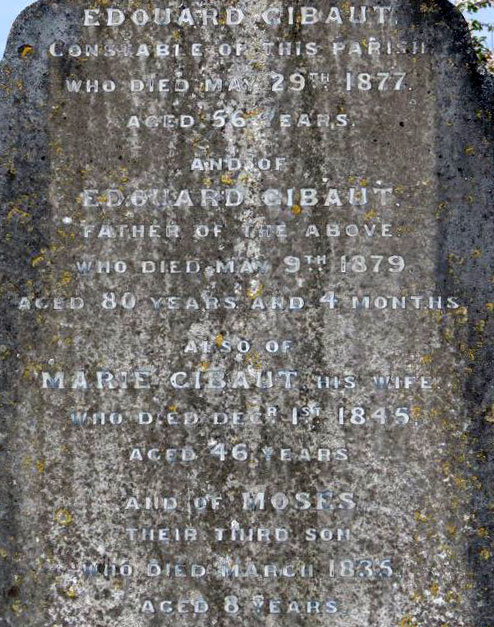 EDOUARD GIBAUT.
CONSTABLE OF THIS PARISH
WHO DIED MAY 29TH 1877.
AGED 56 YEARS.
AND OF
EDOUARD GIBAUT.
FATHER OF THE ABOVE.
WHO DIED MAY 9TH 1879
AGED 80 YEARS AND 4 MONTHS
ALSO OF
MARIE GIBAUT HIS WIFE.
WHO DIED DECR 1ST 1845.
AGED 46 YEARS
AND OF MOSES
THEIR THIRD SON
WHO DIED MARCH 1835.
AGED 8 YEARS